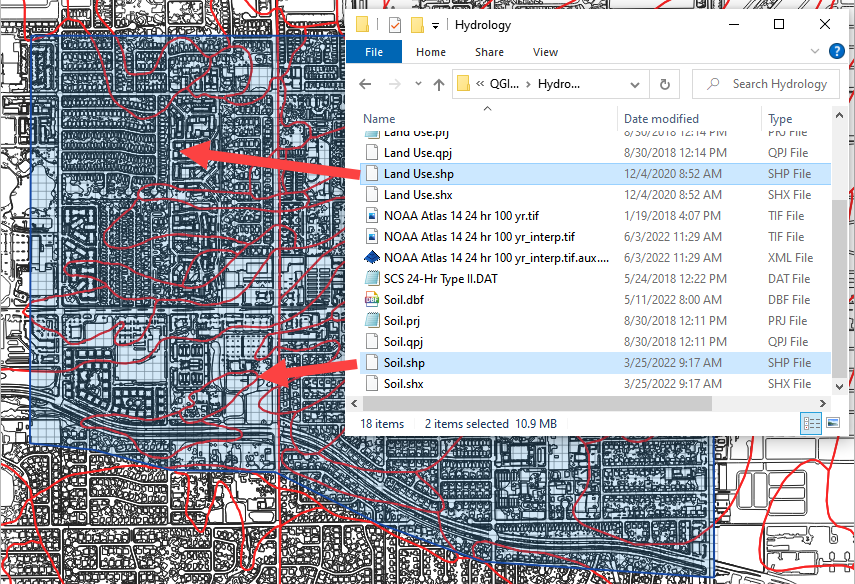 Hydrology
File Home Share View
« QGI... › Hydro... Search Hydrology
Name Date modified Type
Land Use.prj 8/30/2018 12:14 PM PRJ File
Land Use.qpj 8/30/2018 12:14 PM QPJ File
Land Use.shp 12/4/2020 8:52 AM SHP File
Land Use.shx 12/4/2020 8:52 AM SHX File
NOAA Atlas 14 24 hr 100 yr.tif 1/19/2018 4:07 PM TIF File
NOAA Atlas 14 24 hr 100 yr_interp.tif 6/3/2022 11:29 AM TIF File
NOAA Atlas 14 24 hr 100 yr_interp.tif.aux.... 6/3/2022 11:29 AM XML File
SCS 24-Hr Type II.DAT 5/24/2018 12:22 PM DAT File
Soil.dbf 5/11/2022 8:00 AM DBF File
Soil.prj 8/30/2018 12:11 PM PRJ File
Soil.qpj 8/30/2018 12:11 PM QPJ File
Soil.shp 3/25/2022 9:17 AM SHP File
Soil.shx 3/25/2022 9:17 AM SHX File
18 items 2 items selected 10.9 MB